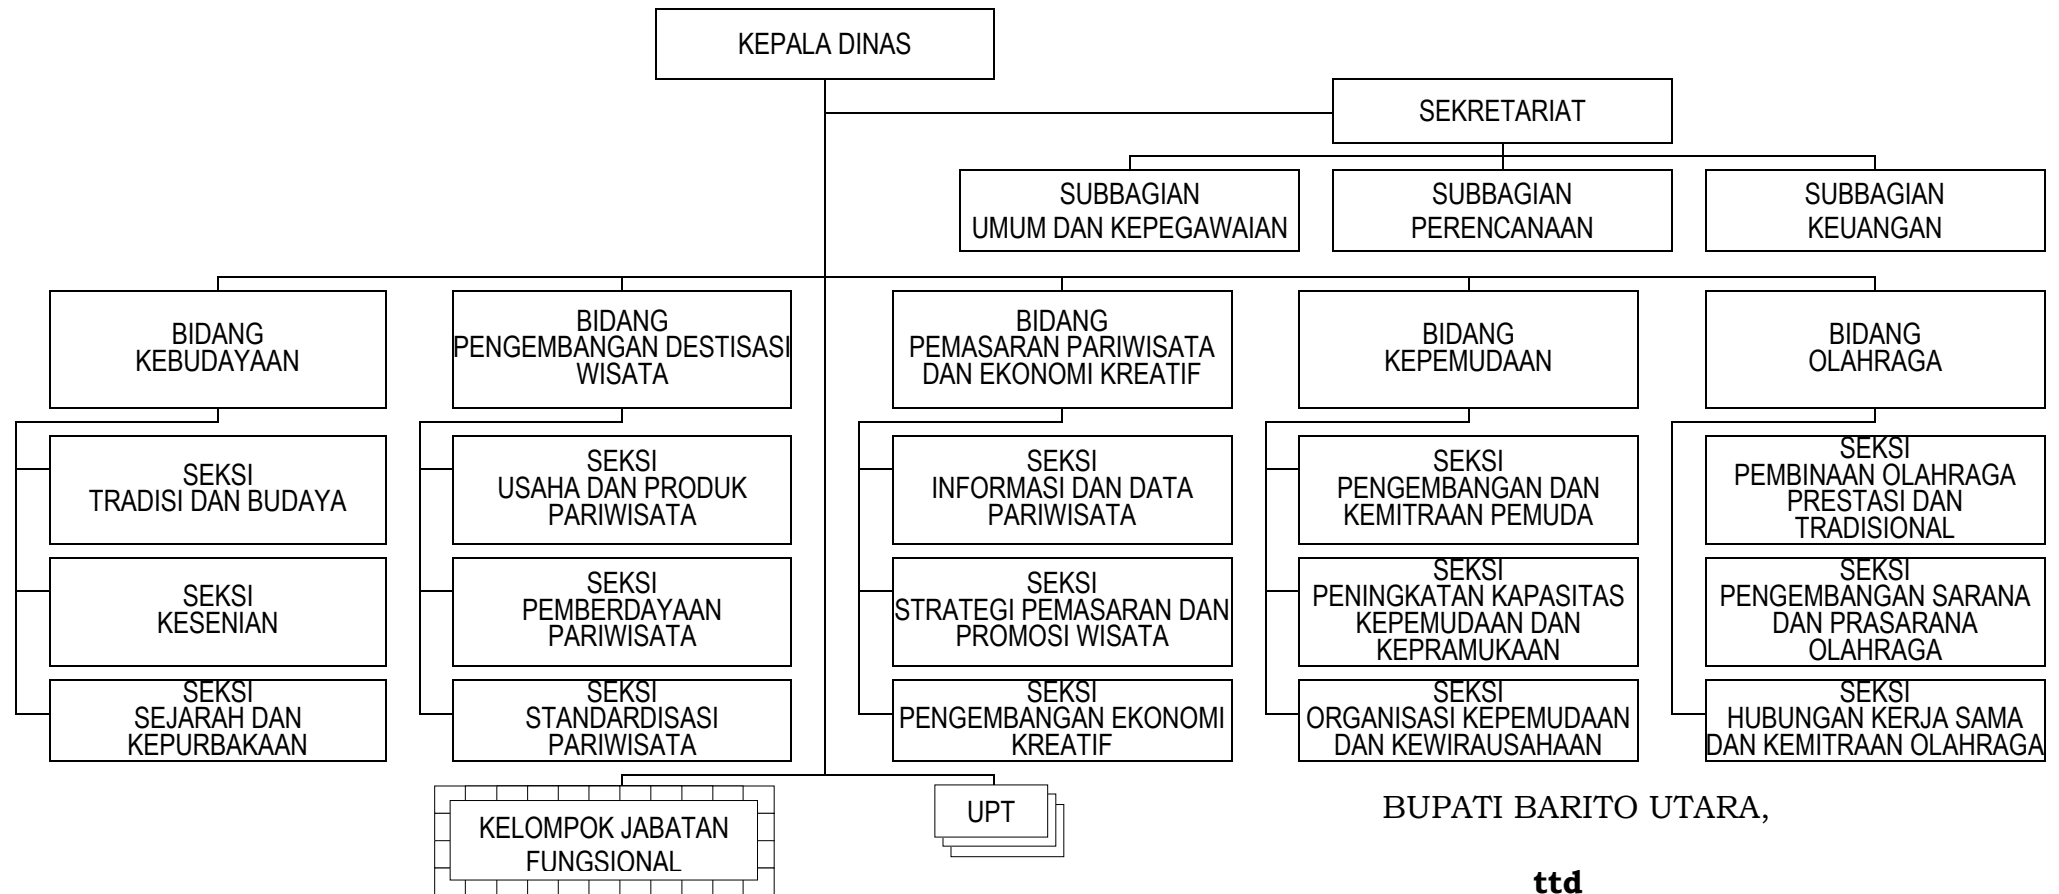 KEPALA DINAS
SEKRETARIAT
SUBBAGIAN
UMUM DAN KEPEGAWAIAN
SUBBAGIAN
PERENCANAAN
SUBBAGIAN
KEUANGAN
BIDANG
KEBUDAYAAN
BIDANG
PENGEMBANGAN DESTISASI
WISATA
BIDANG
PEMASARAN PARIWISATA
DAN EKONOMI KREATIF
BIDANG
KEPEMUDAAN
BIDANG
OLAHRAGA
SEKSI
TRADISI DAN BUDAYA
SEKSI
USAHA DAN PRODUK
PARIWISATA
SEKSI
INFORMASI DAN DATA
PARIWISATA
SEKSI
PENGEMBANGAN DAN
KEMITRAAN PEMUDA
SEKSI
PEMBINAAN OLAHRAGA
PRESTASI DAN
TRADISIONAL
SEKSI
KESENIAN
SEKSI
PEMBERDAYAAN
PARIWISATA
SEKSI
STRATEGI PEMASARAN DAN
PROMOSI WISATA
SEKSI
PENINGKATAN KAPASITAS
KEPEMUDAAN DAN
KEPRAMUKAAN
SEKSI
PENGEMBANGAN SARANA
DAN PRASARANA
OLAHRAGA
SEKSI
SEJARAH DAN
KEPURBAKAAN
SEKSI
STANDARDISASI
PARIWISATA
SEKSI
PENGEMBANGAN EKONOMI
KREATIF
SEKSI
ORGANISASI KEPEMUDAAN
DAN KEWIRAUSAHAAN
SEKSI
HUBUNGAN KERJA SAMA
DAN KEMITRAAN OLAHRAGA
KELOMPOK JABATAN
FUNGSIONAL
UPT
BUPATI BARITO UTARA,
ttd